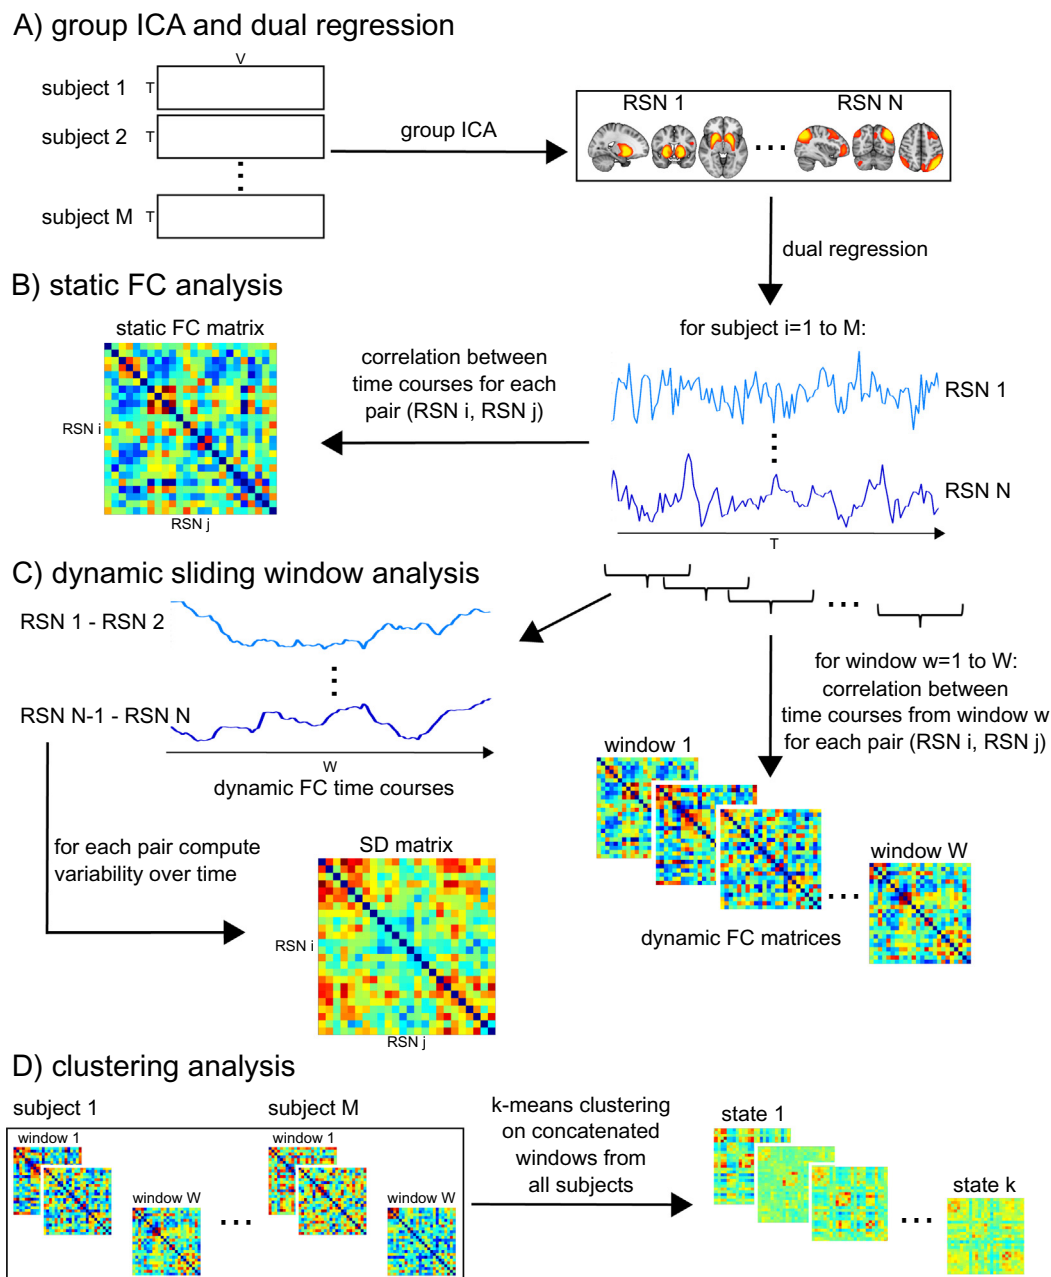 A) group ICA and dual regression
V
subject 1
T
subject 2
T
subject M
T
group ICA
RSN 1
RSN N
dual regression
B) static FC analysis
static FC matrix
RSN i
RSN j
correlation between
time courses for each
pair (RSN i, RSN j)
for subject i=1 to M:
RSN 1
RSN N
T
C) dynamic sliding window analysis
RSN 1 - RSN 2
RSN N-1 - RSN N
W
dynamic FC time courses
for window w=1 to W:
correlation between
time courses from window w
for each pair (RSN i, RSN j)
window 1
window W
dynamic FC matrices
for each pair compute
variability over time
SD matrix
RSN i
RSN j
D) clustering analysis
subject 1
window 1
window W
subject M
window 1
window W
k-means clustering
on concatenated
windows from
all subjects
state 1
state k